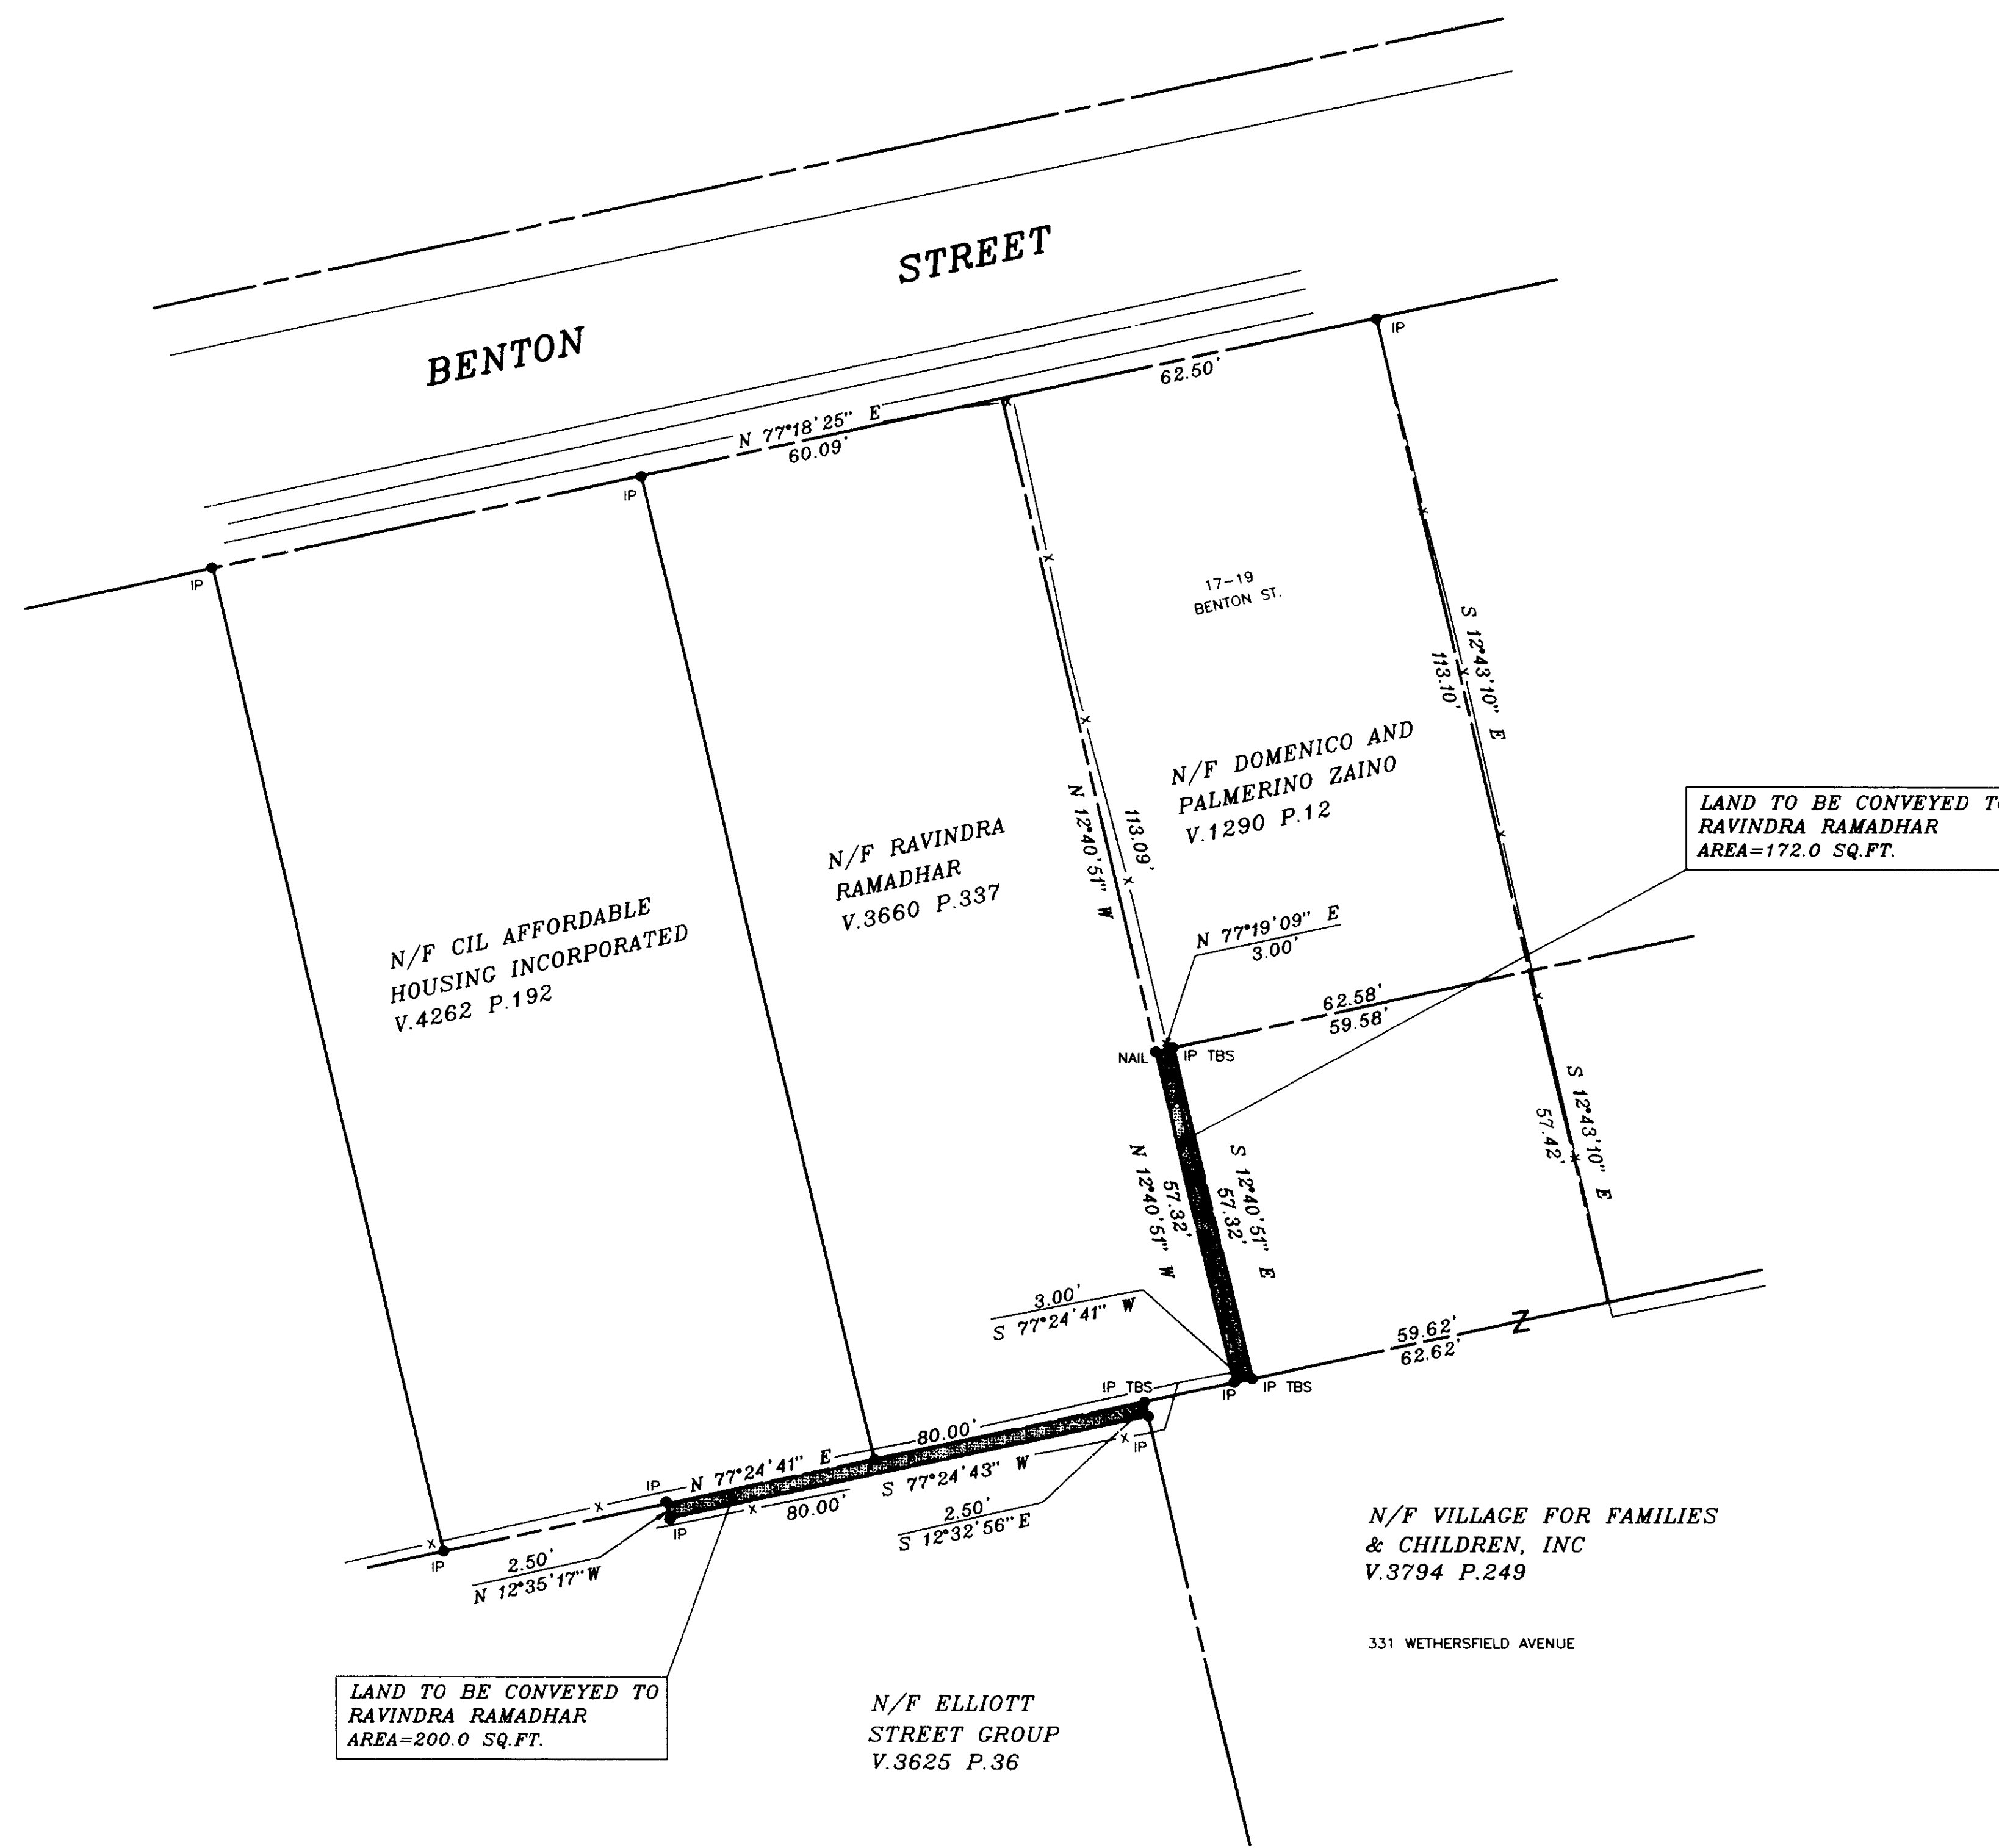 BENTON STREET
62.50'
IP
N 77°18'25" E
60.09'
IP
IP
17-19
BENTON ST.
S 12°43'10" E
113.10'
N/F DOMENICO AND
PALMERINO ZAINO
V.1290 P.12
113.09'
N 12°40'51" W
LAND TO BE CONVEYED TO
RAVINDRA RAMADHAR
AREA=172.0 SQ.FT.
N/F RAVINDRA
RAMADHAR
V.3660 P.337
N/F CIL AFFORDABLE
HOUSING INCORPORATED
V.4262 P.192
N 77°19'09" E
3.00'
62.58'
59.58'
NAIL
IP TBS
S 12°43'10" E
57.42'
S 12°40'51" E
57.32'
57.32'
N 12°40'51" W
3.00'
S 77°24'41" W
59.62'
62.62'
Z
IP TBS
IP
IP TBS
80.00'
IP
N 77°24'41" E
S 77°24'43" W
IP
80.00'
IP
2.50'
S 12°32'56" E
IP
2.50'
N 12°35'17" W
N/F VILLAGE FOR FAMILIES
& CHILDREN, INC
V.3794 P.249
331 WETHERSFIELD AVENUE
LAND TO BE CONVEYED TO
RAVINDRA RAMADHAR
AREA=200.0 SQ.FT.
N/F ELLIOTT
STREET GROUP
V.3625 P.36